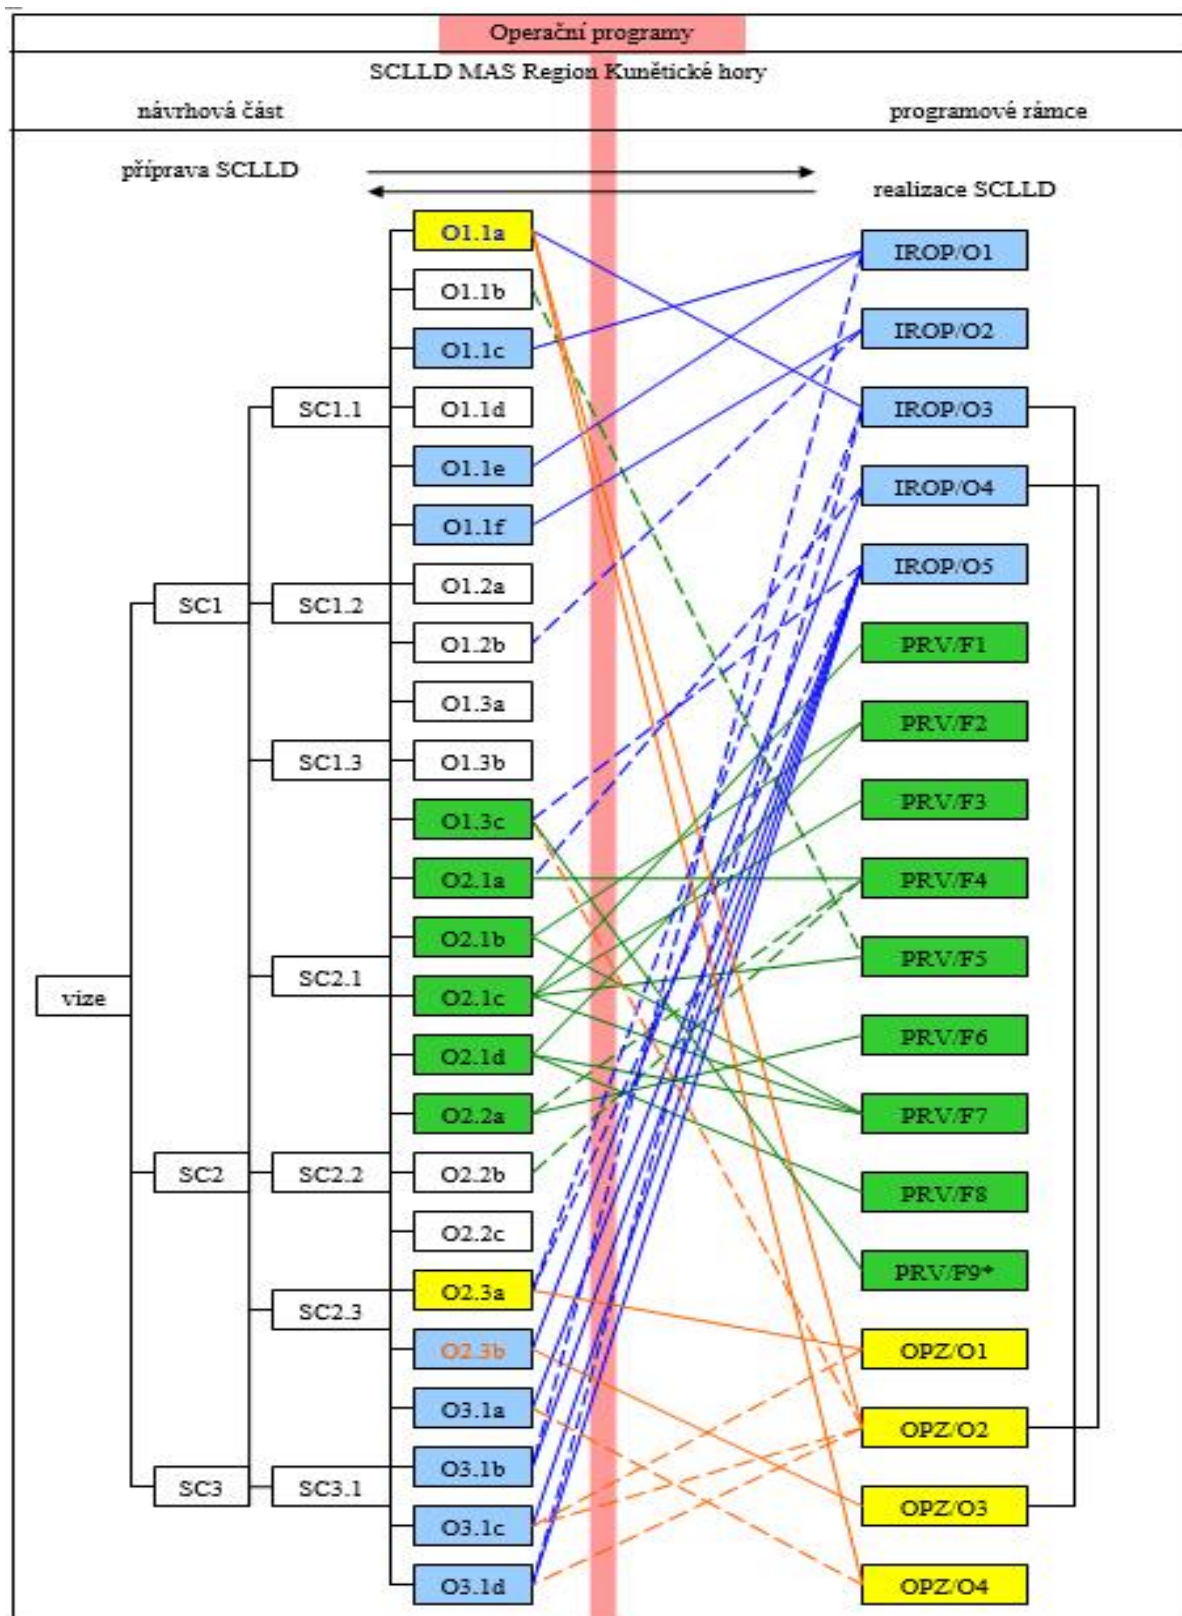 Operační programy
SCLLD MAS Region Kunětické hory
návrhová část
programové rámce
příprava SCLLD
realizace SCLLD
vize
SC1
SC2
SC3
SC1.1
SC1.2
SC1.3
SC2.1
SC2.2
SC2.3
SC3.1
O1.1a
O1.1b
O1.1c
O1.1d
O1.1e
O1.1f
O1.2a
O1.2b
O1.3a
O1.3b
O1.3c
O2.1a
O2.1b
O2.1c
O2.1d
O2.2a
O2.2b
O2.2c
O2.3a
O2.3b
O3.1a
O3.1b
O3.1c
O3.1d
IROP/O1
IROP/O2
IROP/O3
IROP/O4
IROP/O5
PRV/F1
PRV/F2
PRV/F3
PRV/F4
PRV/F5
PRV/F6
PRV/F7
PRV/F8
PRV/F9*
OPZ/O1
OPZ/O2
OPZ/O3
OPZ/O4